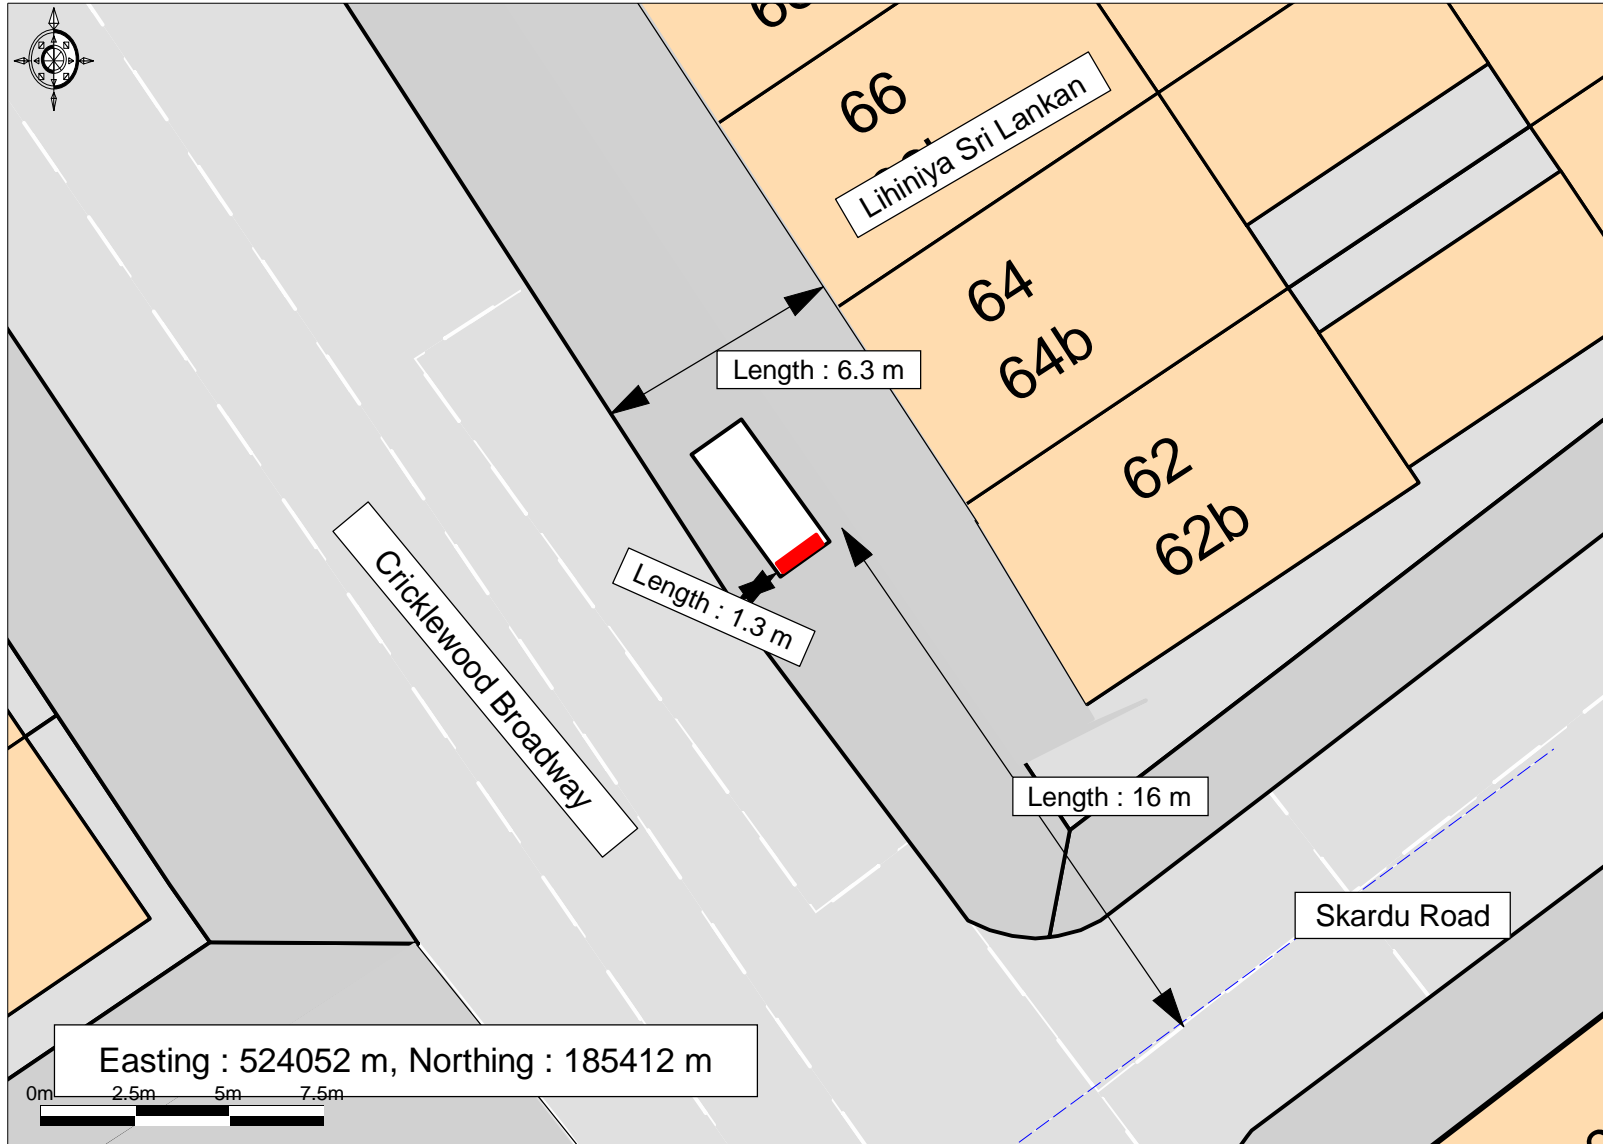 66
Lihiniya Sri Lankan
64
64b
Length : 6.3 m
62
62b
Length : 1.3 m
Cricklewood Broadway
Length : 16 m
Skardu Road
Easting : 524052 m, Northing : 185412 m
0m 2.5m 5m 7.5m